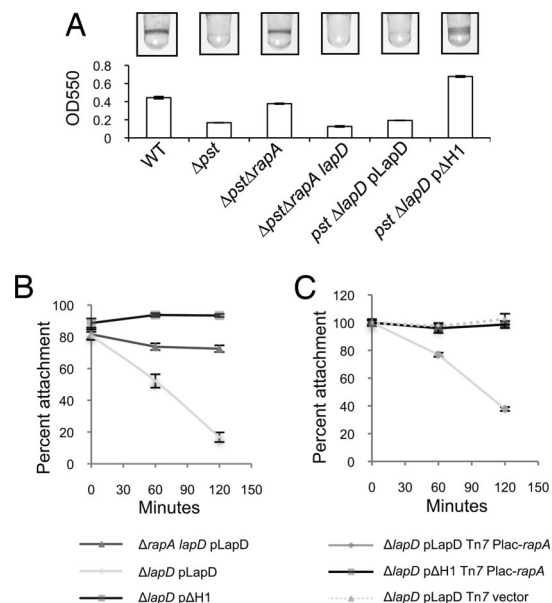 A
OD550
0.8
0.6
0.4
0.2
0
WT
Δpst
ΔpstΔrapA
ΔpstΔrapA lapD
pst ΔlapD pLapD
pst ΔlapD pΔH1
B
Percent attachment
100
80
60
40
20
0
0 30 60 90 120 150
Minutes
ΔrapA lapD pLapD
ΔlapD pLapD
ΔlapD pΔH1
C
Percent attachment
120
100
80
60
40
20
0
0 30 60 90 120 150
Minutes
ΔlapD pLapD Tn7 Plac-rapA
ΔlapD pΔH1 Tn7 Plac-rapA
ΔlapD pLapD Tn7 vector